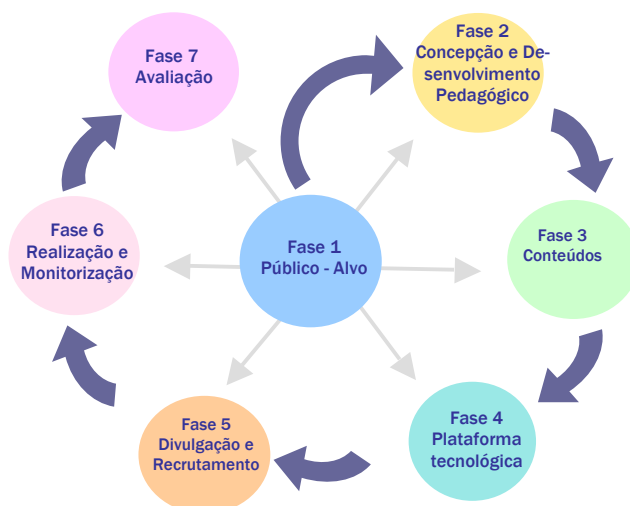 Fase 1
Público - Alvo
Fase 2
Concepção e De-
senvolvimento
Pedagógico
Fase 3
Conteúdos
Fase 4
Plataforma
tecnológica
Fase 5
Divulgação e
Recrutamento
Fase 6
Realização e
Monitorização
Fase 7
Avaliação